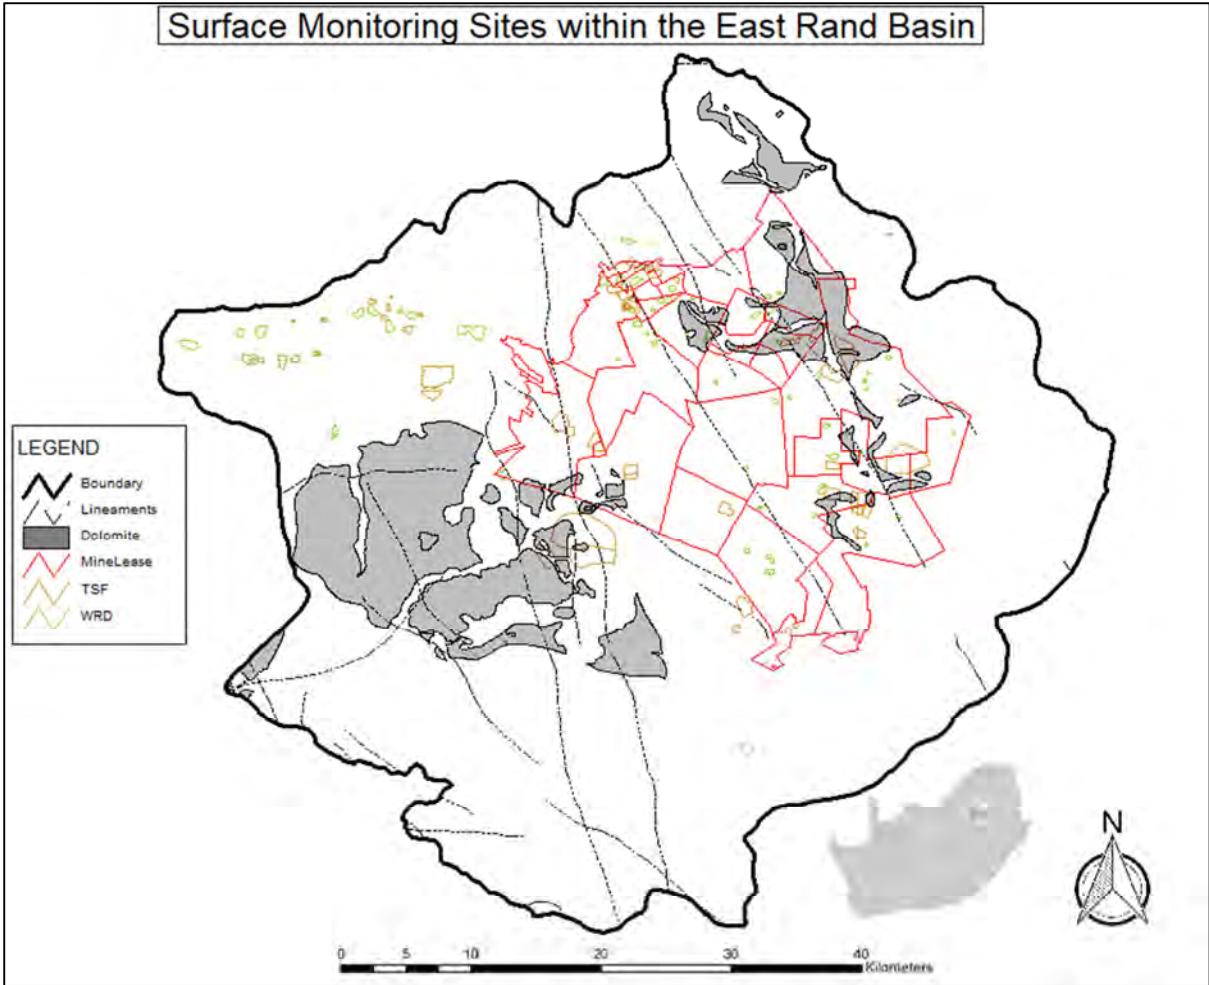 Surface Monitoring Sites within the East Rand Basin
LEGEND
Boundary
Lineaments
Dolomite
MineLease
TSF
WRD
N
0 5 10 20 30 40
Kilometers